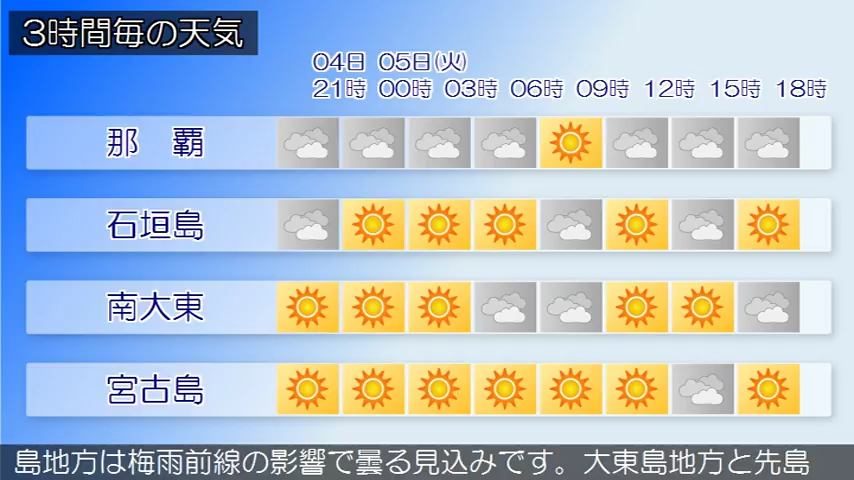 3時間毎の天気
04日 05日(火)
21時 00時 03時 06時 09時 12時 15時 18時
那　覇
石垣島
南大東
宮古島
島地方は梅雨前線の影響で曇る見込みです。大東島地方と先島